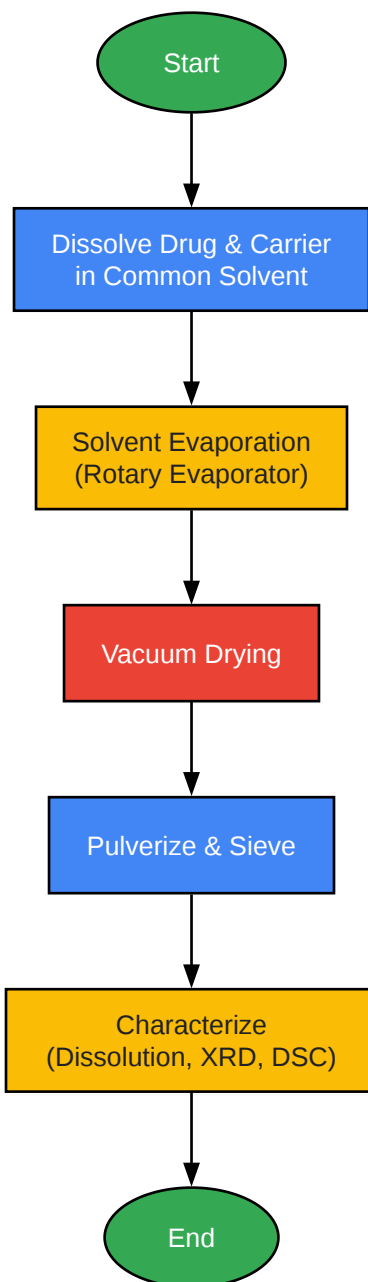 Start
Dissolve Drug & Carrier
in Common Solvent
Solvent Evaporation
(Rotary Evaporator)
Vacuum Drying
Pulverize & Sieve
Characterize
(Dissolution, XRD, DSC)
End